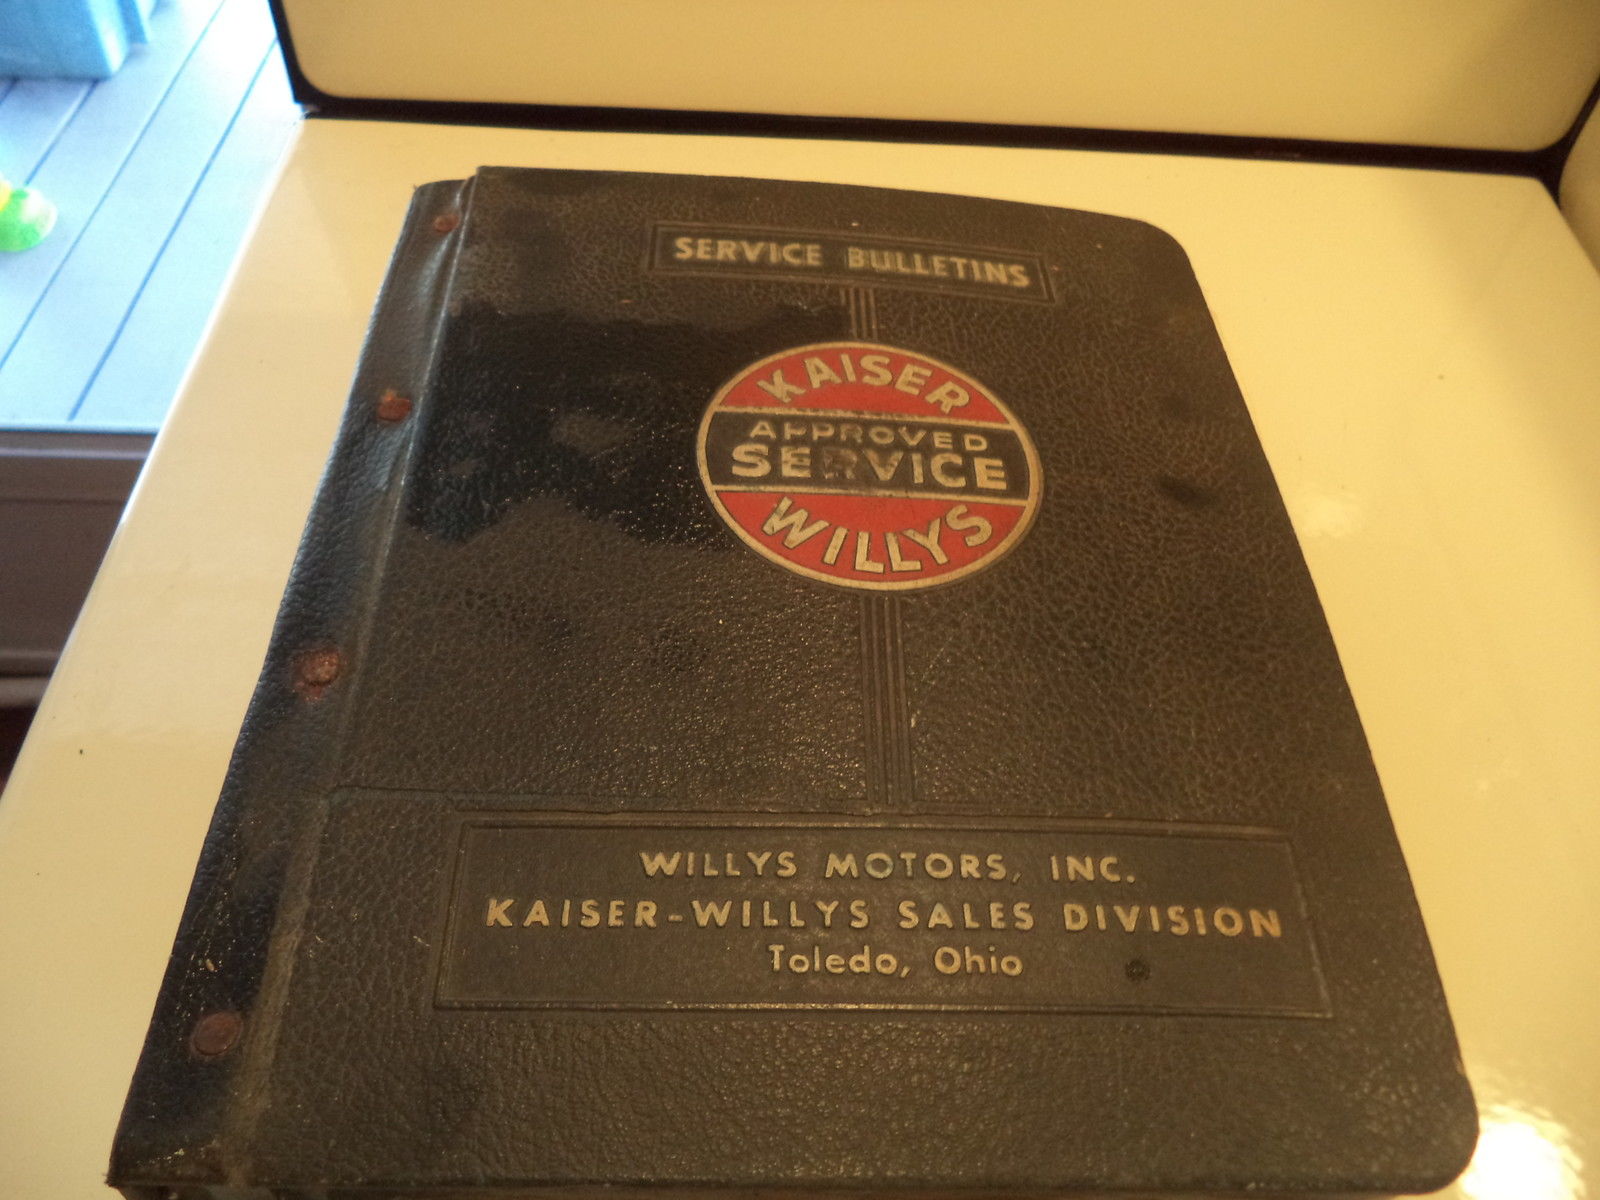 SERVICE BULLETINS
KAISER
APPROVED
SERVICE
WILLYS
WILLYS MOTORS, INC.
KAISER-WILLYS SALES DIVISION
Toledo, Ohio